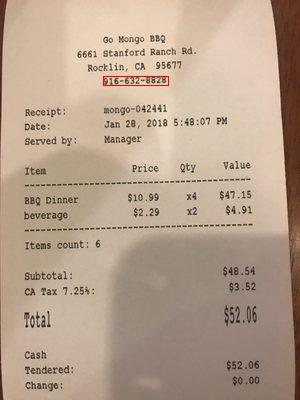 Go Mongo BBQ
6661 Stanford Ranch Rd.
Rocklin, CA 95677
916-632-8828
Receipt: mongo-042441
Date: Jan 28, 2018 5:48:07 PM
Served by: Manager
Item Price Qty Value
BBQ Dinner $10.99 x4 $47.15
beverage $2.29 x2 $4.91
Items count: 6
Subtotal: $48.54
CA Tax 7.25%: $3.52
Total $52.06
Cash
Tendered: $52.06
Change: $0.00